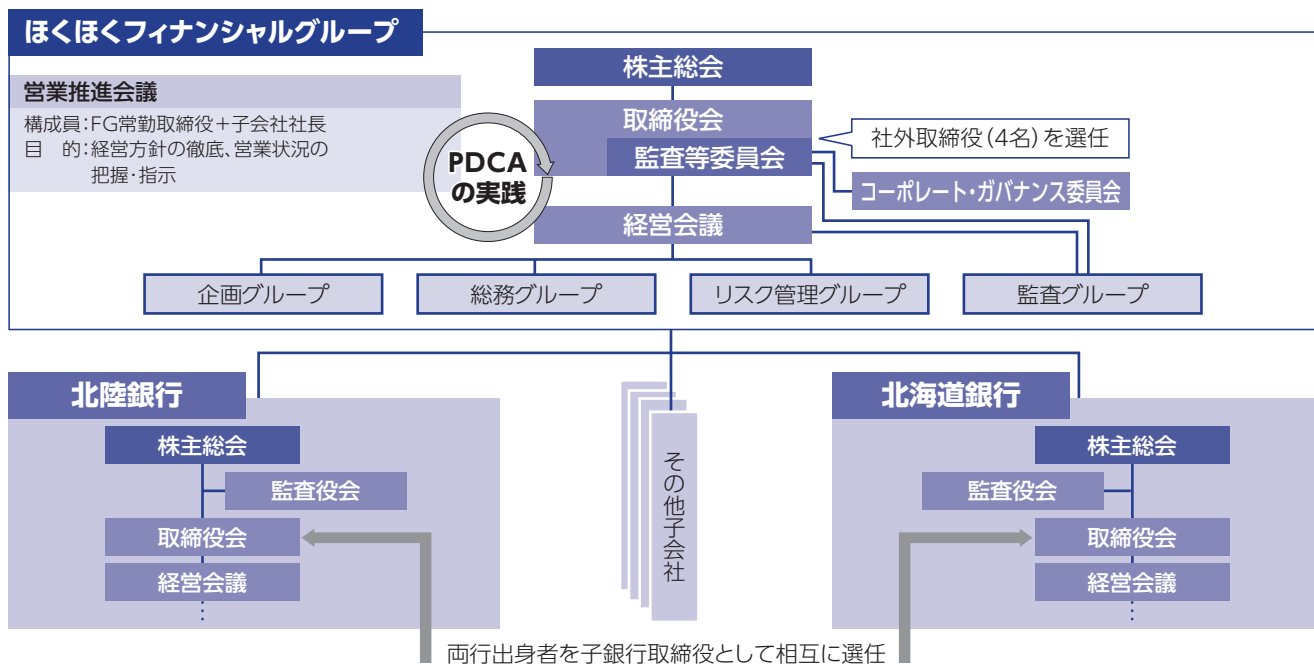 ほくほくフィナンシャルグループ
営業推進会議
構成員:FG常勤取締役+子会社社長
目　的:経営方針の徹底、営業状況の
把握・指示
PDCA
の実践
株主総会
取締役会
監査等委員会
社外取締役(4名)を選任
コーポレート・ガバナンス委員会
経営会議
企画グループ
総務グループ
リスク管理グループ
監査グループ
北陸銀行
株主総会
監査役会
取締役会
経営会議
その他子会社
北海道銀行
株主総会
監査役会
取締役会
経営会議
両行出身者を子銀行取締役として相互に選任